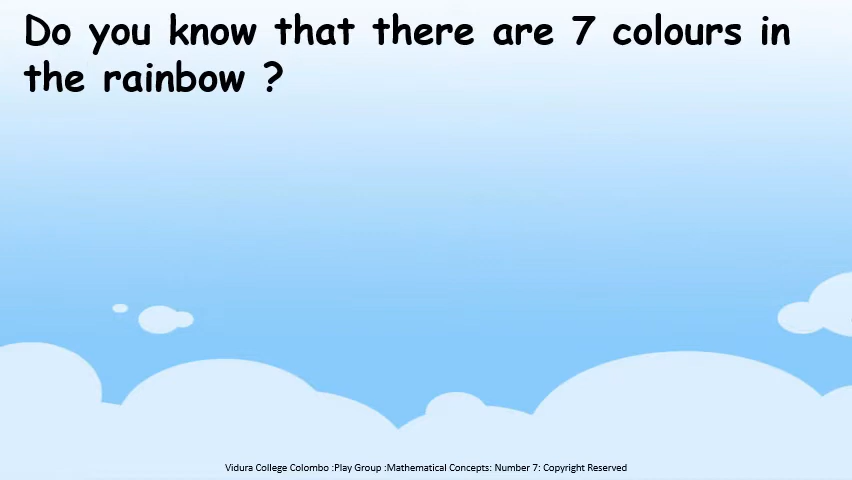 Do you know that there are 7 colours in
the rainbow ?
Vidura College Colombo :Play Group :Mathematical Concepts: Number 7: Copyright Reserved